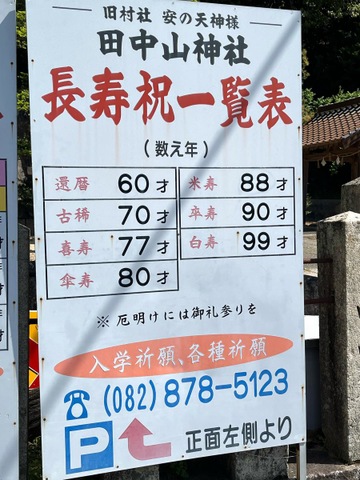 旧村社 安の天神様
田中山神社
長寿祝一覧表
(数え年)
還暦 60才 米寿 88才
古稀 70才 卒寿 90才
喜寿 77才 白寿 99才
傘寿 80才
※ 厄明けには御礼参りを
入学祈願、各種祈願
☎ (082) 878-5123
P 正面左側より